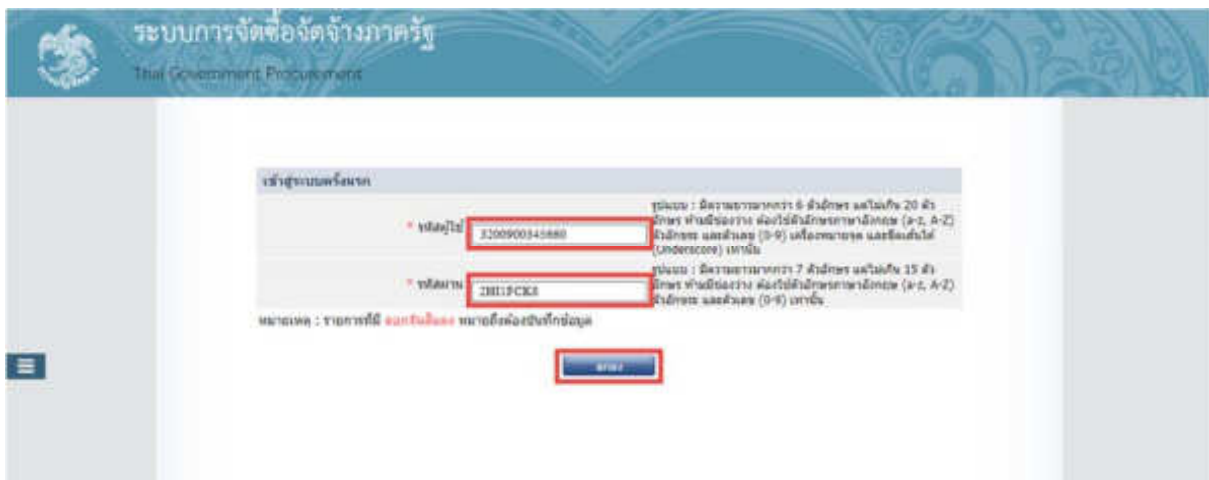 ระบบการจัดซื้อจัดจ้างภาครัฐ
Thai Government Procurement
เข้าสู่ระบบครั้งแรก
* รหัสผู้ใช้
รูปแบบ : มีความยาวมากกว่า 6 ตัวอักษร แต่ไม่เกิน 20 ตัว
อักษร ห้ามมีช่องว่าง ต้องใช้ตัวอักษรภาษาอังกฤษ (a-z, A-Z)
ตัวอักษร และตัวเลข (0-9) เครื่องหมายจุด และขีดเส้นใต้
(Underscore) เท่านั้น
* รหัสผ่าน
รูปแบบ : มีความยาวมากกว่า 7 ตัวอักษร แต่ไม่เกิน 15 ตัว
อักษร ห้ามมีช่องว่าง ต้องใช้ตัวอักษรภาษาอังกฤษ (a-z, A-Z)
ตัวอักษร และตัวเลข (0-9) เท่านั้น
หมายเหตุ : รายการที่มี ดอกจันสีแดง หมายถึงต้องบันทึกข้อมูล
ตกลง